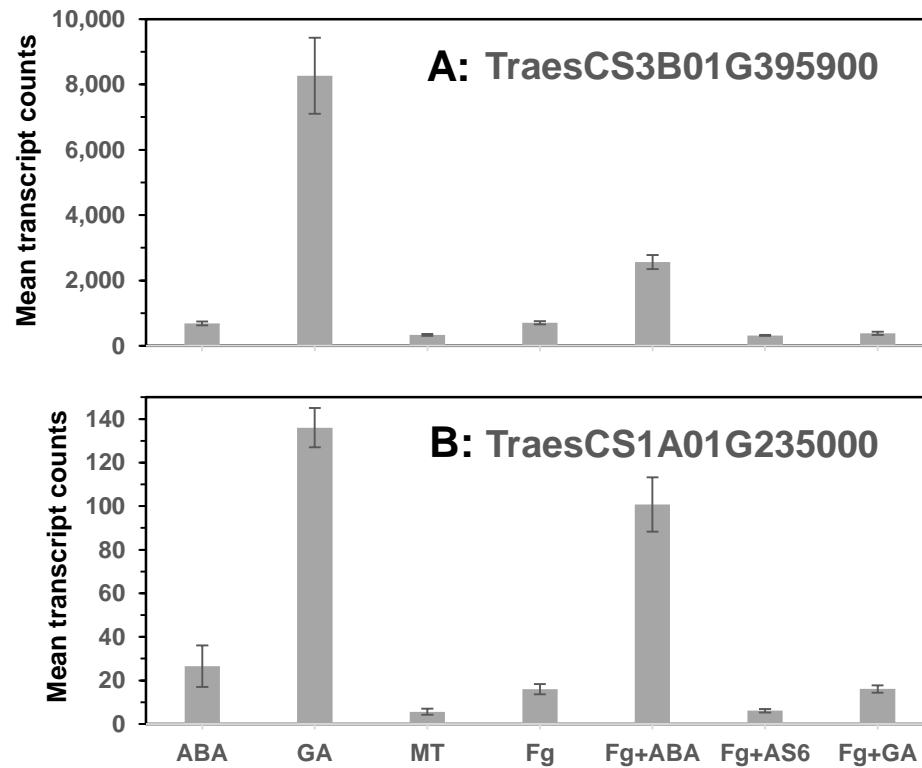 A: TraesCS3B01G395900
Mean transcript counts
10,000
8,000
6,000
4,000
2,000
0
B: TraesCS1A01G235000
Mean transcript counts
140
120
100
80
60
40
20
0
ABA GA MT Fg Fg+ABA Fg+AS6 Fg+GA